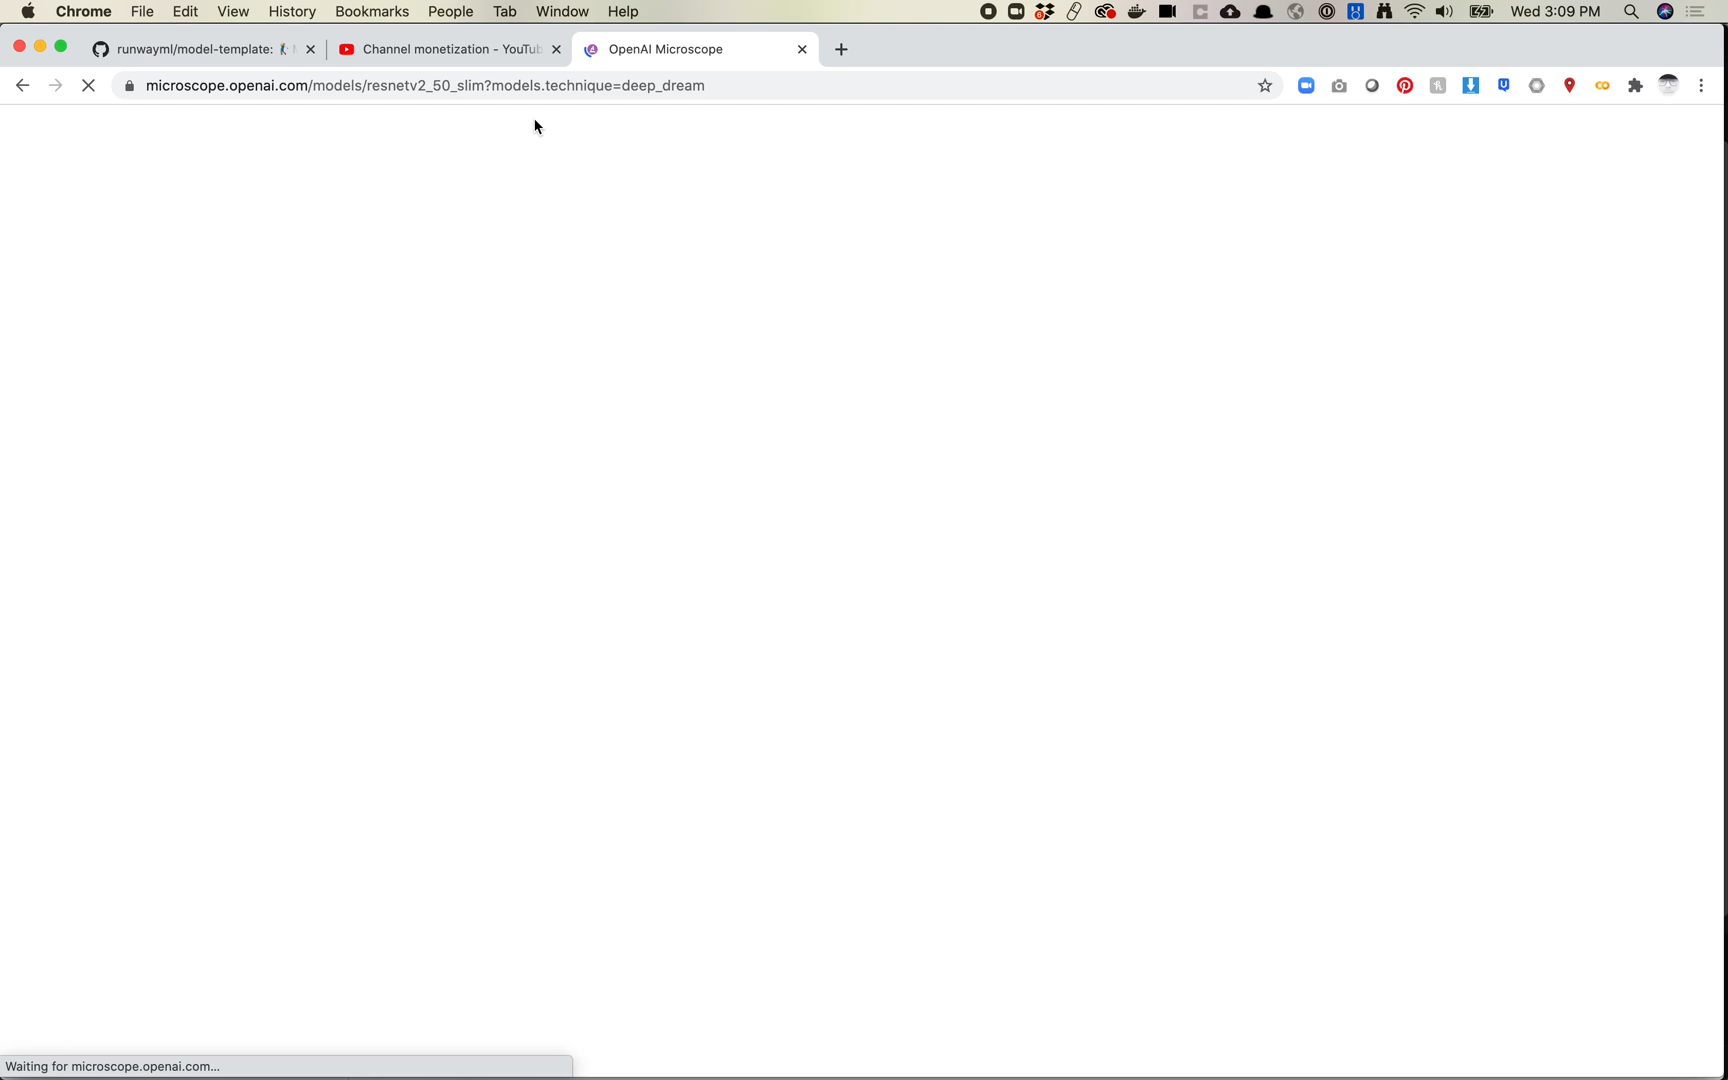 Chrome File Edit View History Bookmarks People Tab Window Help Wed 3:09 PM
runwayml/model-template: Channel monetization - YouTub OpenAI Microscope
microscope.openai.com/models/resnetv2_50_slim?models.technique=deep_dream
Waiting for microscope.openai.com...